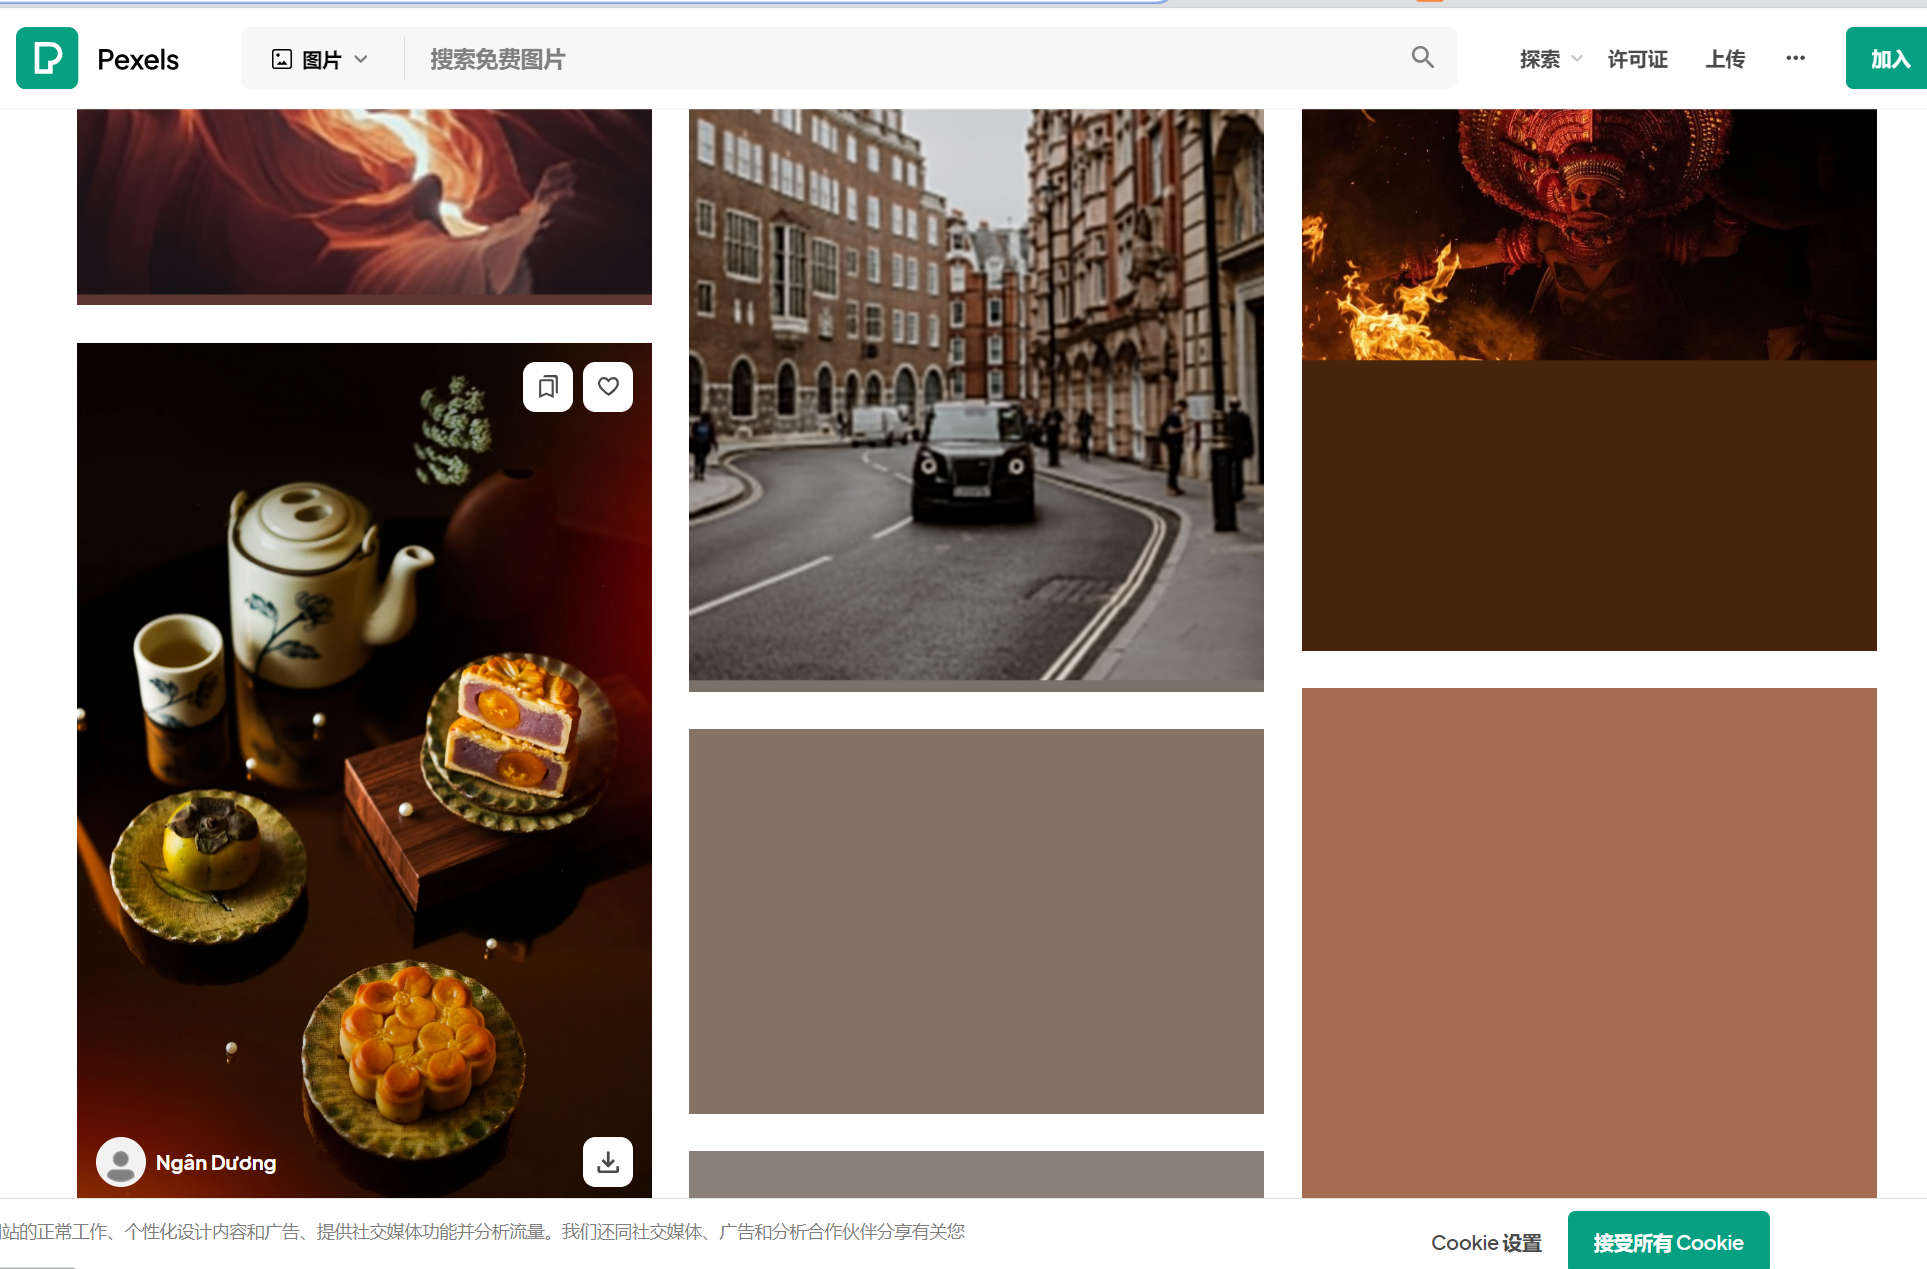 Pexels
图片
搜索免费图片
探索
许可证
上传
加入
Ngân Dương
站的正常工作、个性化设计内容和广告、提供社交媒体功能并分析流量。我们还同社交媒体、广告和分析合作伙伴分享有关您
Cookie 设置
接受所有 Cookie